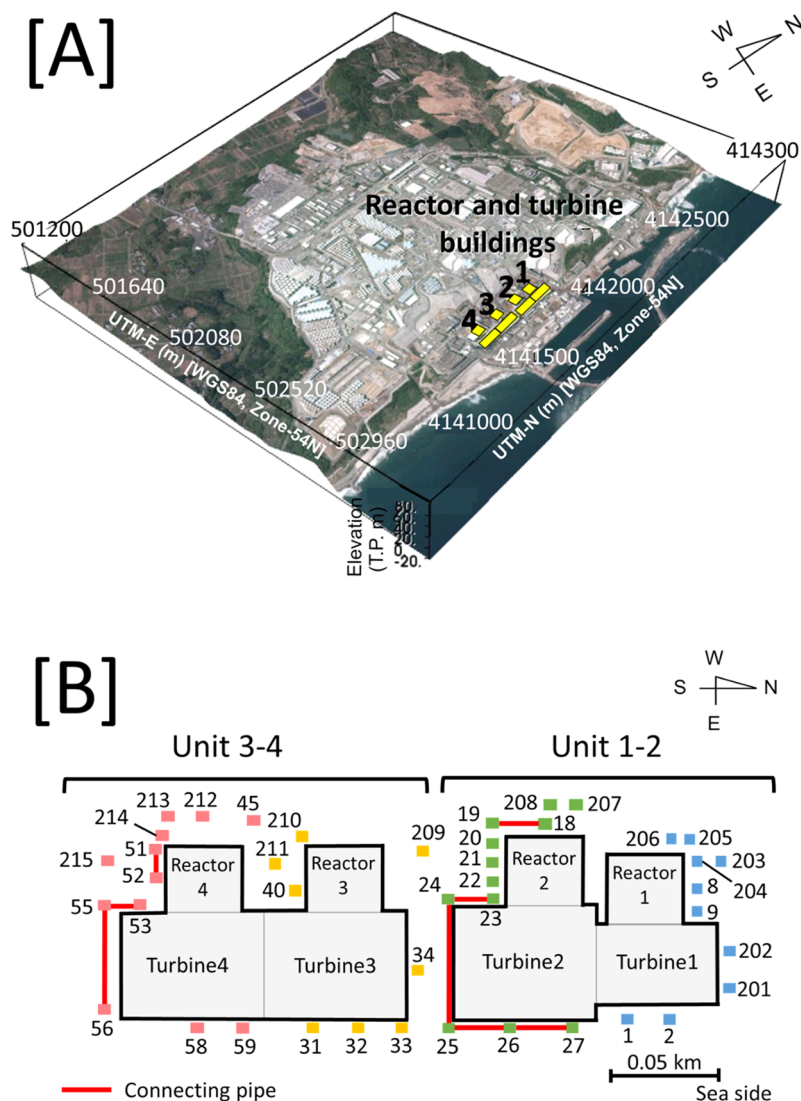 [A]
W
S
E
414300
501200
Reactor and turbine
buildings
4142500
501640
1
2
3
4
4142000
502080
UTM-E (m) [WGS84, Zone-54N]
4141500
UTM-N (m) [WGS84, Zone-54N]
502520
4141000
502960
Elevation
(T.P. m)
80.
20.
0.
-20.
[B]
W
S N
E
Unit 3-4
Unit 1-2
213 212 45 210
208 207
214
19 18
209
206 205
51
211
20
203
215
21
52
Reactor
4
Reactor
3
Reactor
2
Reactor
1
8
204
40
22
24
55
53
23
9
34
202
Turbine4
Turbine3
Turbine2
Turbine1
201
56
58 59 31 32 33
25 26 27
1 2
0.05 km
Connecting pipe
Sea side